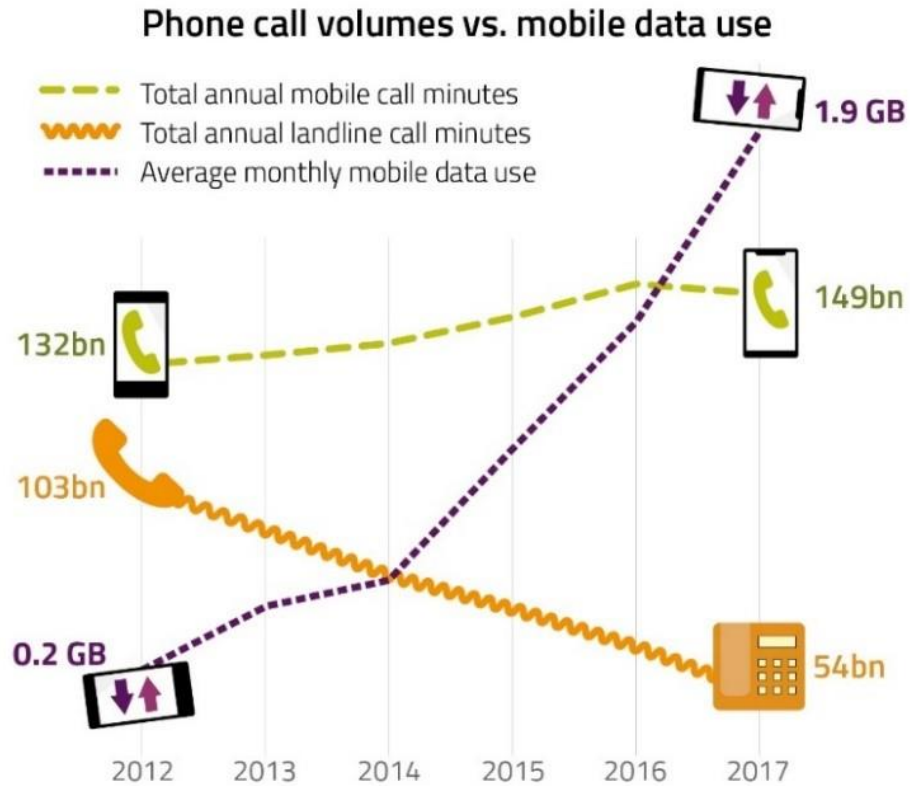 Phone call volumes vs. mobile data use
Total annual mobile call minutes
Total annual landline call minutes
Average monthly mobile data use
1.9 GB
149bn
132bn
103bn
0.2 GB
54bn
2012 2013 2014 2015 2016 2017